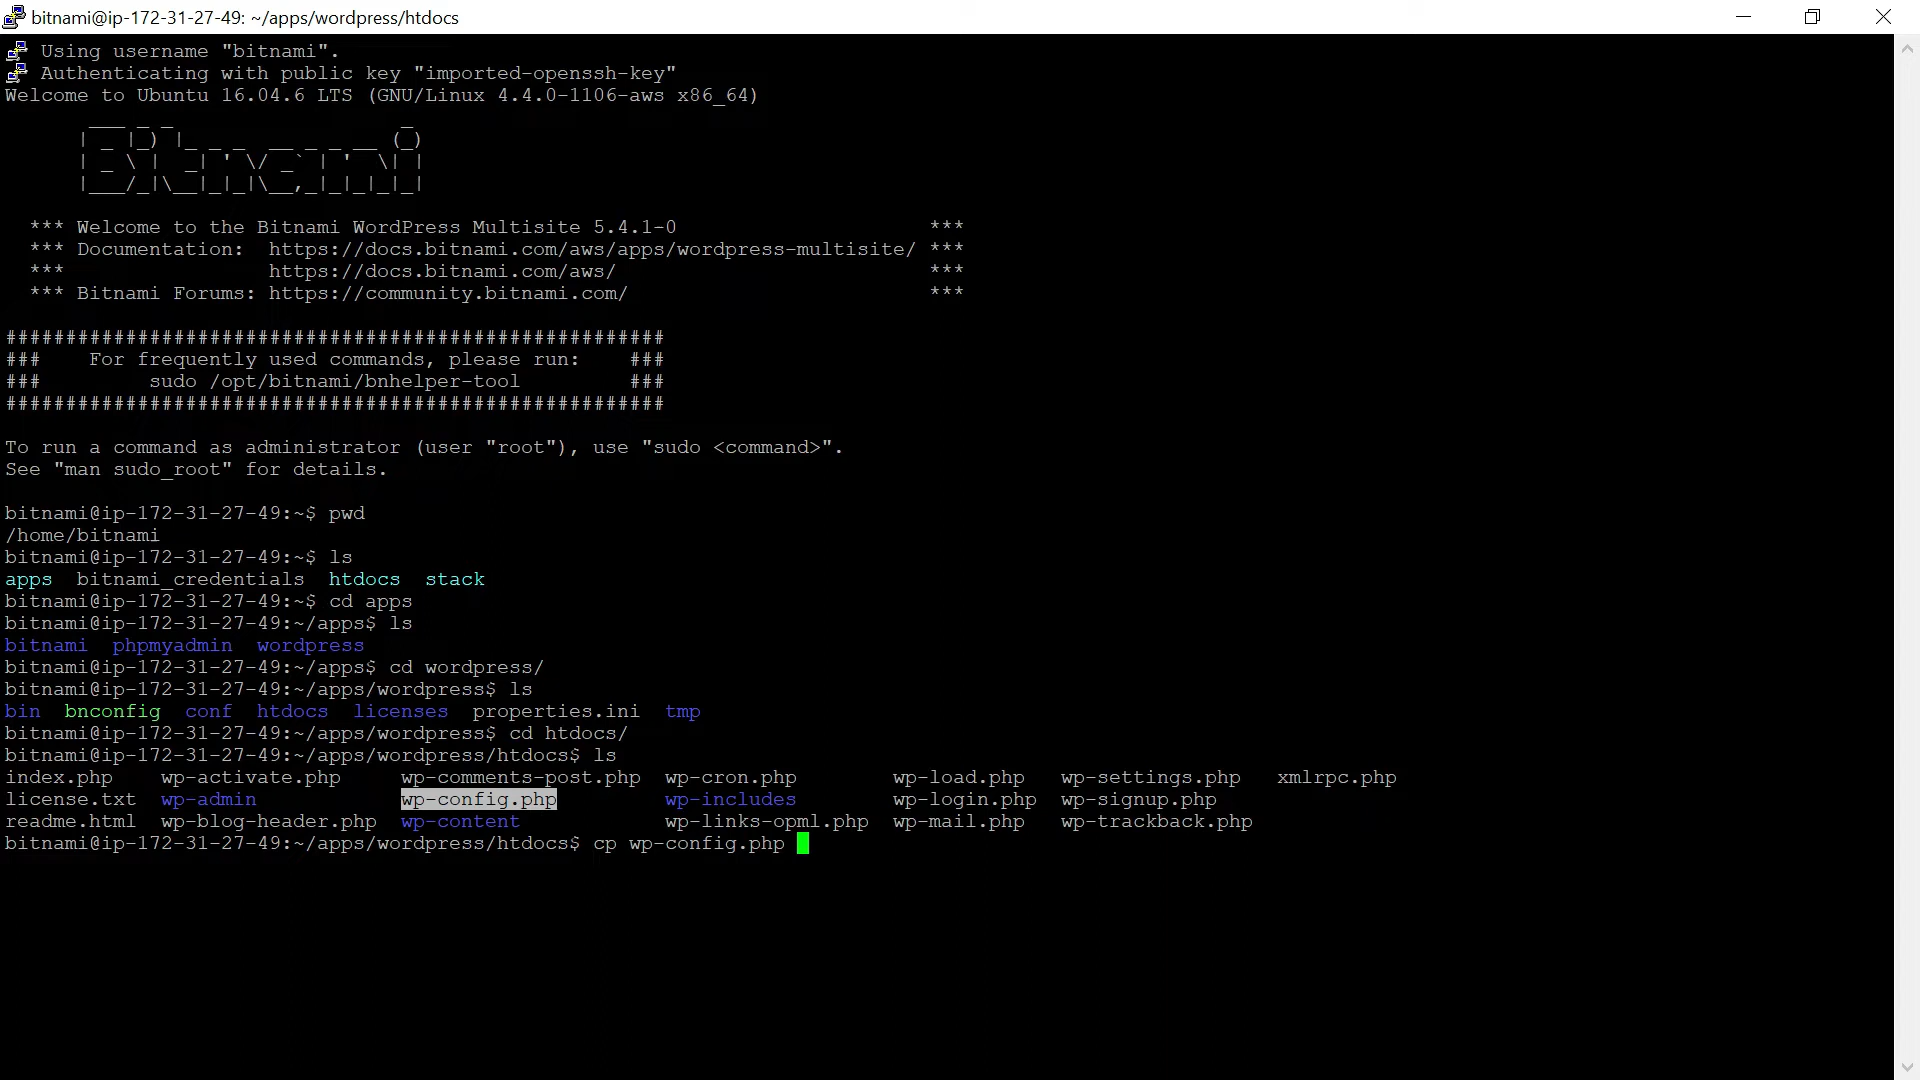 bitnami@ip-172-31-27-49: ~/apps/wordpress/htdocs
Using username "bitnami".
Authenticating with public key "imported-openssh-key"
Welcome to Ubuntu 16.04.6 LTS (GNU/Linux 4.4.0-1106-aws x86_64)
Bitnami
*** Welcome to the Bitnami WordPress Multisite 5.4.1-0 ***
*** Documentation: https://docs.bitnami.com/aws/apps/wordpress-multisite/ ***
*** https://docs.bitnami.com/aws/ ***
*** Bitnami Forums: https://community.bitnami.com/ ***
#######################################################
### For frequently used commands, please run: ###
### sudo /opt/bitnami/bnhelper-tool ###
#######################################################
To run a command as administrator (user "root"), use "sudo <command>".
See "man sudo_root" for details.
bitnami@ip-172-31-27-49:~$ pwd
/home/bitnami
bitnami@ip-172-31-27-49:~$ ls
apps bitnami_credentials htdocs stack
bitnami@ip-172-31-27-49:~$ cd apps
bitnami@ip-172-31-27-49:~/apps$ ls
bitnami phpmyadmin wordpress
bitnami@ip-172-31-27-49:~/apps$ cd wordpress/
bitnami@ip-172-31-27-49:~/apps/wordpress$ ls
bin bnconfig conf htdocs licenses properties.ini tmp
bitnami@ip-172-31-27-49:~/apps/wordpress$ cd htdocs/
bitnami@ip-172-31-27-49:~/apps/wordpress/htdocs$ ls
index.php wp-activate.php wp-comments-post.php wp-cron.php wp-load.php wp-settings.php xmlrpc.php
license.txt wp-admin wp-config.php wp-includes wp-login.php wp-signup.php
readme.html wp-blog-header.php wp-content wp-links-opml.php wp-mail.php wp-trackback.php
bitnami@ip-172-31-27-49:~/apps/wordpress/htdocs$ cp wp-config.php